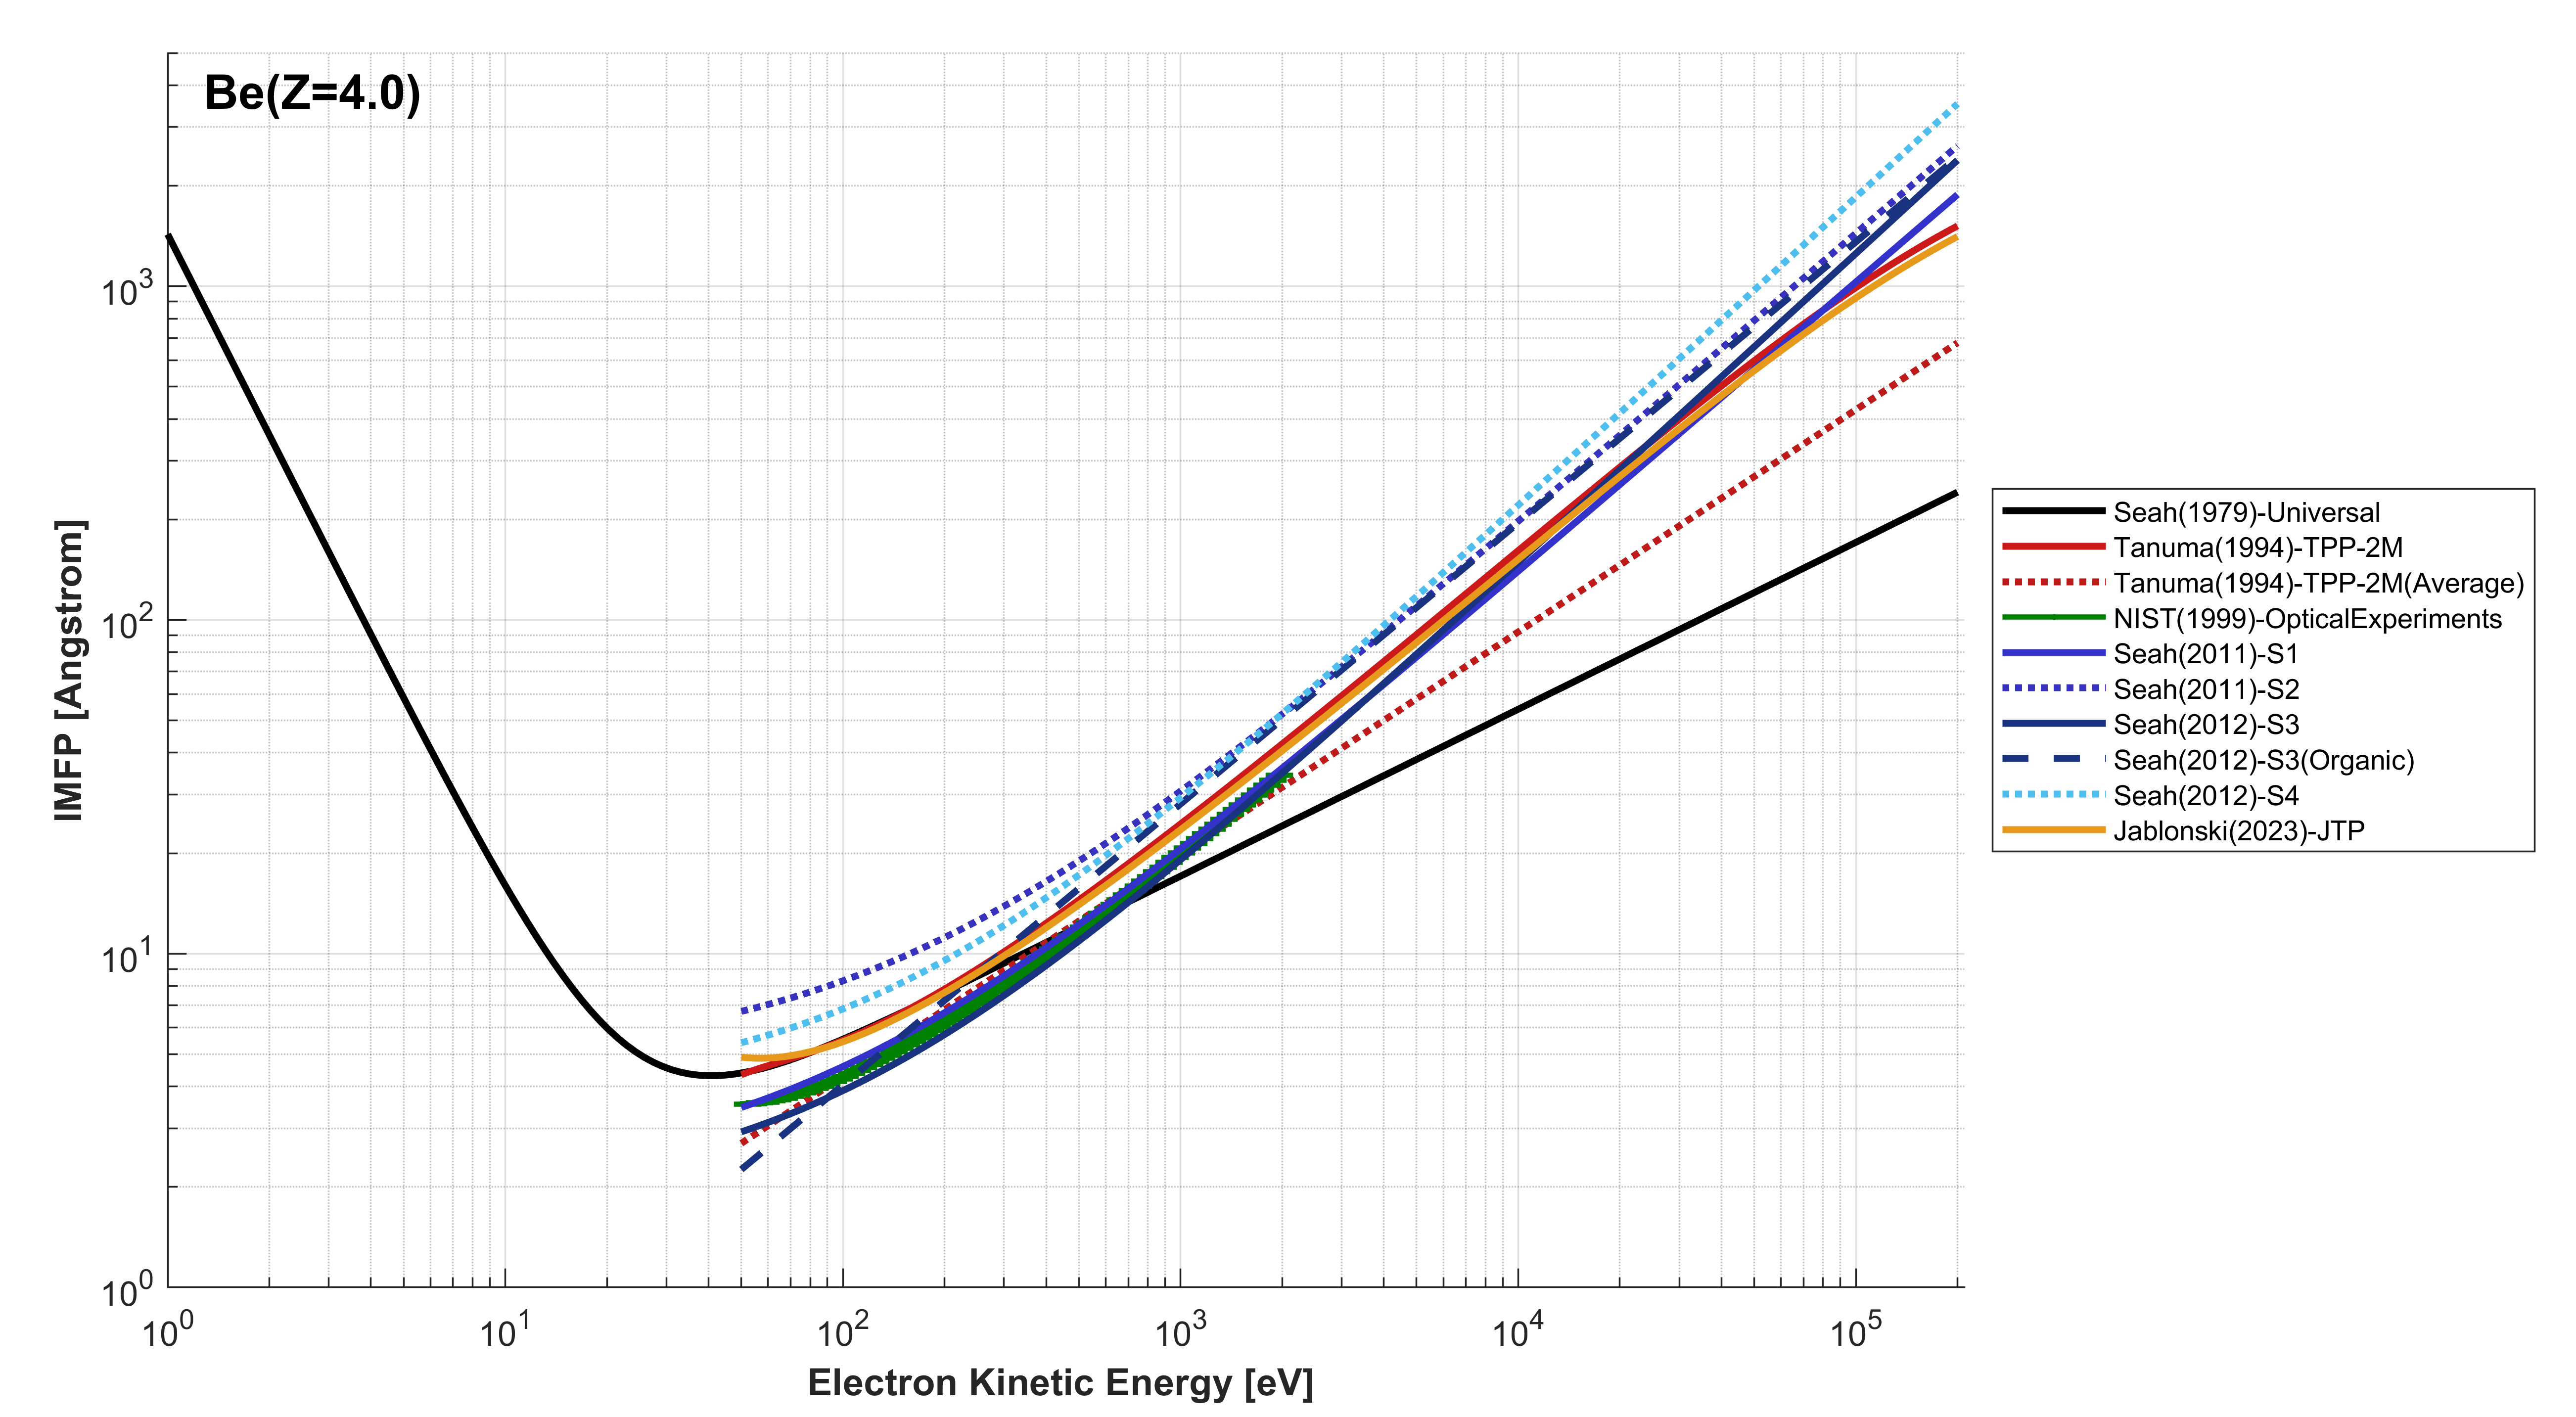 Be(Z=4.0)
10^3
10^2
10^1
10^0
IMFP [Angstrom]
10^0 10^1 10^2 10^3 10^4 10^5
Electron Kinetic Energy [eV]
Seah(1979)-Universal
Tanuma(1994)-TPP-2M
Tanuma(1994)-TPP-2M(Average)
NIST(1999)-OpticalExperiments
Seah(2011)-S1
Seah(2011)-S2
Seah(2012)-S3
Seah(2012)-S3(Organic)
Seah(2012)-S4
Jablonski(2023)-JTP